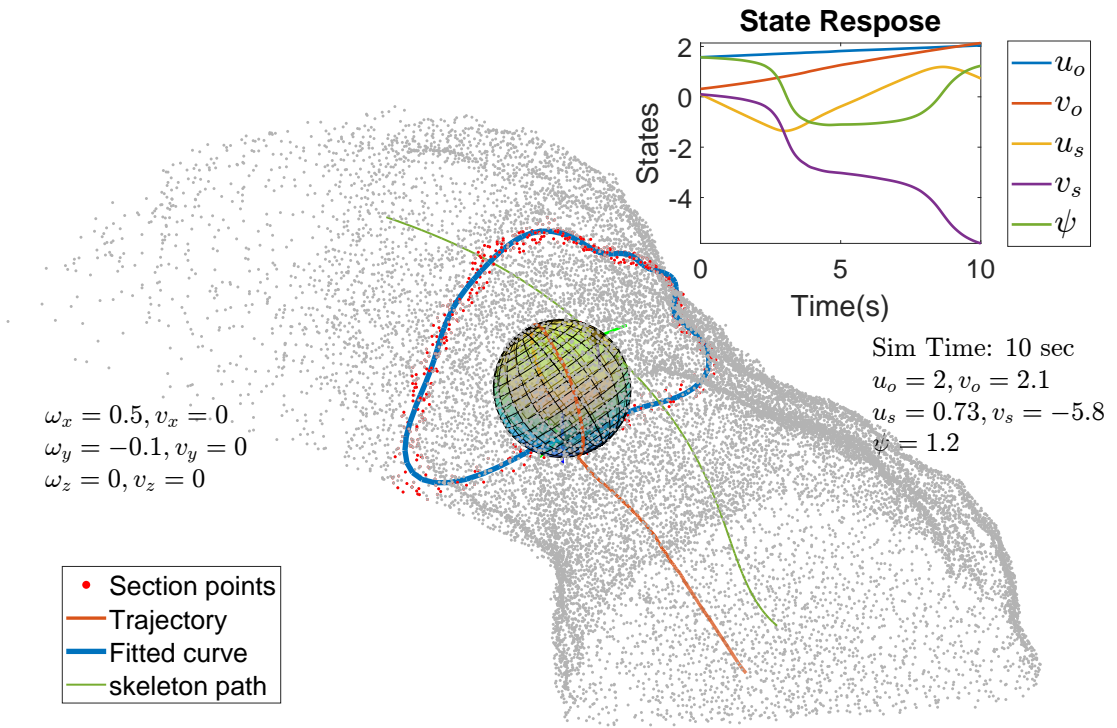 State Respose
States
2
0
-2
-4
0
5
10
Time(s)
u_o
v_o
u_s
v_s
ψ
Sim Time: 10 sec
u_o = 2, v_o = 2.1
u_s = 0.73, v_s = −5.8
ψ = 1.2
ω_x = 0.5, v_x = 0
ω_y = −0.1, v_y = 0
ω_z = 0, v_z = 0
Section points
Trajectory
Fitted curve
skeleton path